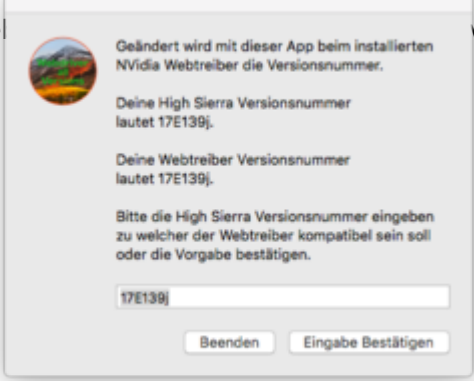 Geändert wird mit dieser App beim installierten
NVidia Webtreiber die Versionsnummer.
Deine High Sierra Versionsnummer
lautet 17E139j.
Deine Webtreiber Versionsnummer
lautet 17E139j.
Bitte die High Sierra Versionsnummer eingeben
zu welcher der Webtreiber kompatibel sein soll
oder die Vorgabe bestätigen.
17E139j
Beenden
Eingabe Bestätigen